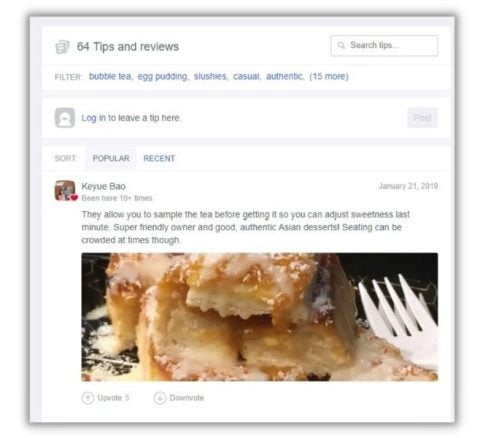 64 Tips and reviews
Search tips...
FILTER: bubble tea, egg pudding, slushies, casual, authentic, (15 more)
Log in to leave a tip here.
Post
SORT: POPULAR RECENT
Keyue Bao
January 21, 2019
Been here 10+ times
They allow you to sample the tea before getting it so you can adjust sweetness last
minute. Super friendly owner and good, authentic Asian desserts! Seating can be
crowded at times though.
Upvote 5
Downvote